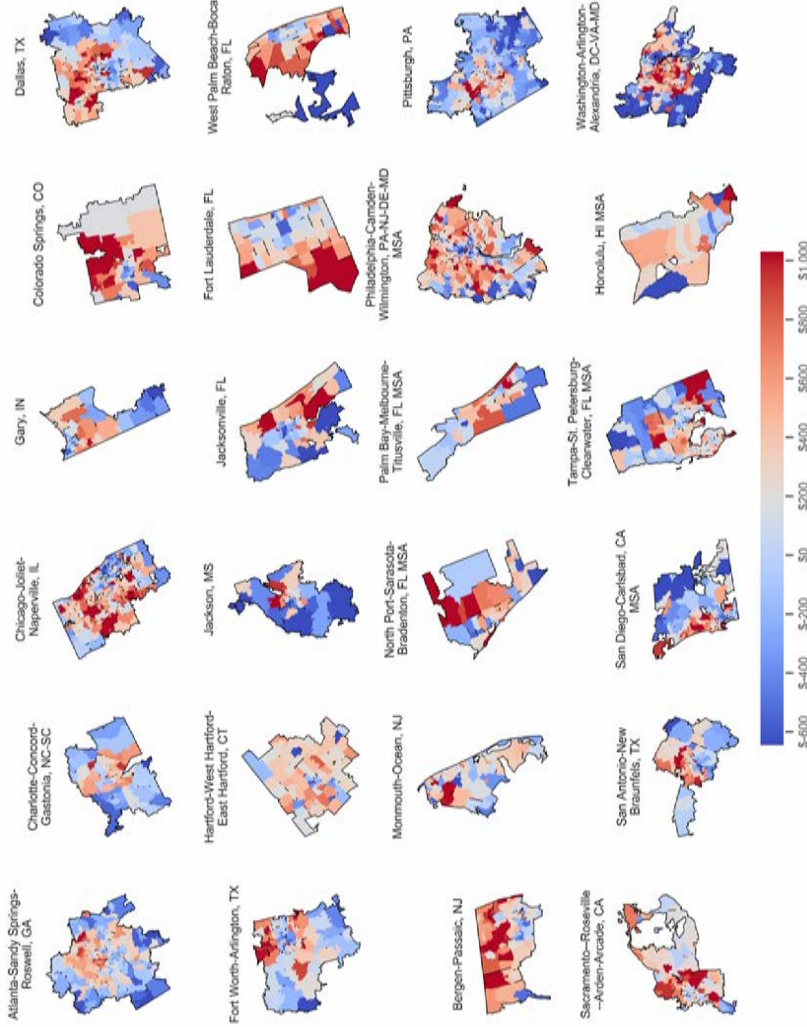 Atlanta-Sandy Springs-
Roswell, GA
Charlotte-Concord-
Gastonia, NC-SC
Chicago-Joliet-
Naperville, IL
Gary, IN
Colorado Springs, CO
Dallas, TX
Fort Worth-Arlington, TX
Hartford-West Hartford-
East Hartford, CT
Jackson, MS
Jacksonville, FL
Fort Lauderdale, FL
West Palm Beach-Boca
Raton, FL
Bergen-Passaic, NJ
Monmouth-Ocean, NJ
North Port-Sarasota-
Bradenton, FL MSA
Palm Bay-Melbourne-
Titusville, FL MSA
Philadelphia-Camden-
Wilmington, PA-NJ-DE-MD
MSA
Pittsburgh, PA
Sacramento--Roseville
--Arden-Arcade, CA
San Antonio-New
Braunfels, TX
San Diego-Carlsbad, CA
MSA
Tampa-St. Petersburg-
Clearwater, FL MSA
Honolulu, HI MSA
Washington-Arlington-
Alexandria, DC-VA-MD
$-600
$-400
$-200
$0
$200
$400
$600
$800
$1,000